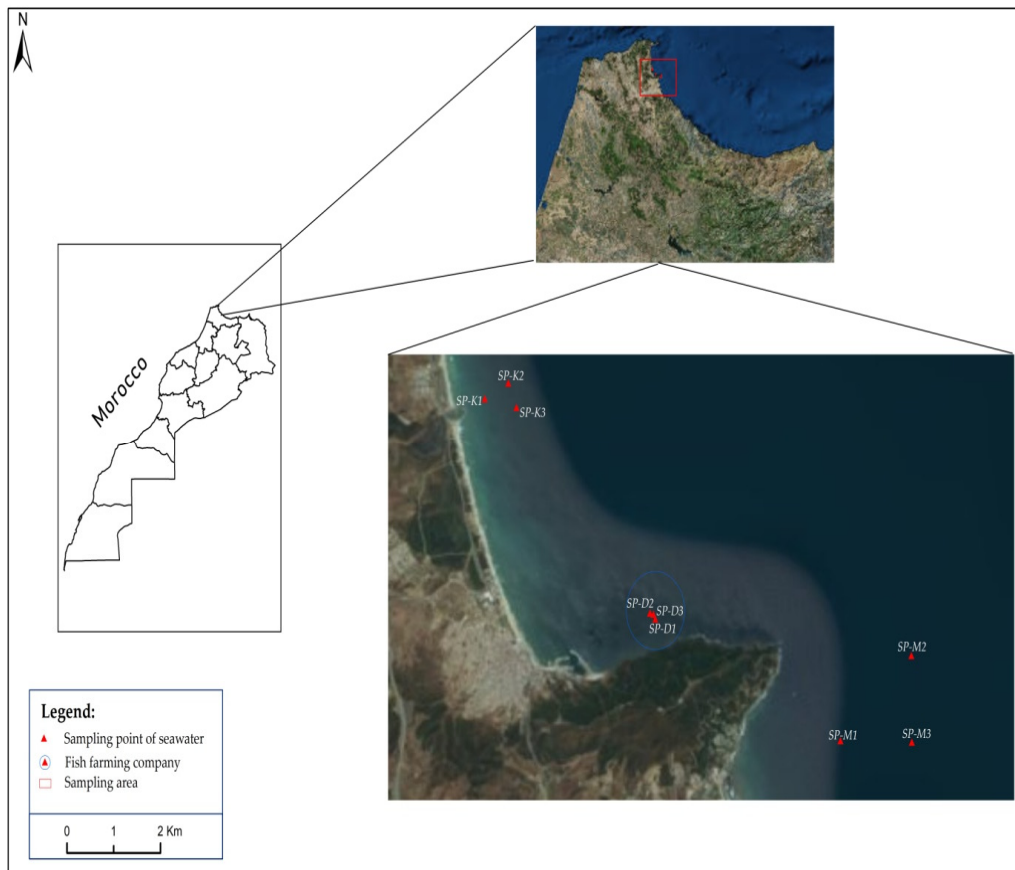 N
Morocco
SP-K2
SP-K1
SP-K3
SP-D2
SP-D3
SP-D1
SP-M2
SP-M1
SP-M3
Legend:
Sampling point of seawater
Fish farming company
Sampling area
0 1 2 Km